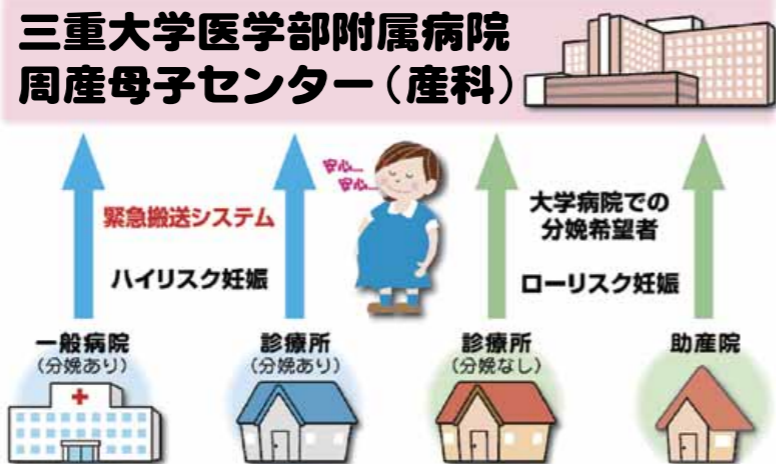 三重大学医学部附属病院
周産母子センター(産科)
安心…
安心…
緊急搬送システム
ハイリスク妊娠
大学病院での
分娩希望者
ローリスク妊娠
一般病院
(分娩あり)
診療所
(分娩あり)
診療所
(分娩なし)
助産院